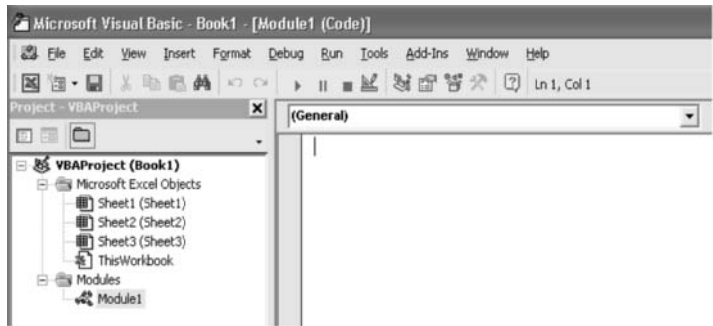 Microsoft Visual Basic - Book1 - [Module1 (Code)]
File Edit View Insert Format Debug Run Tools Add-Ins Window Help
Ln 1, Col 1
Project - VBAProject
(General)
VBAProject (Book1)
Microsoft Excel Objects
Sheet1 (Sheet1)
Sheet2 (Sheet2)
Sheet3 (Sheet3)
ThisWorkbook
Modules
Module1